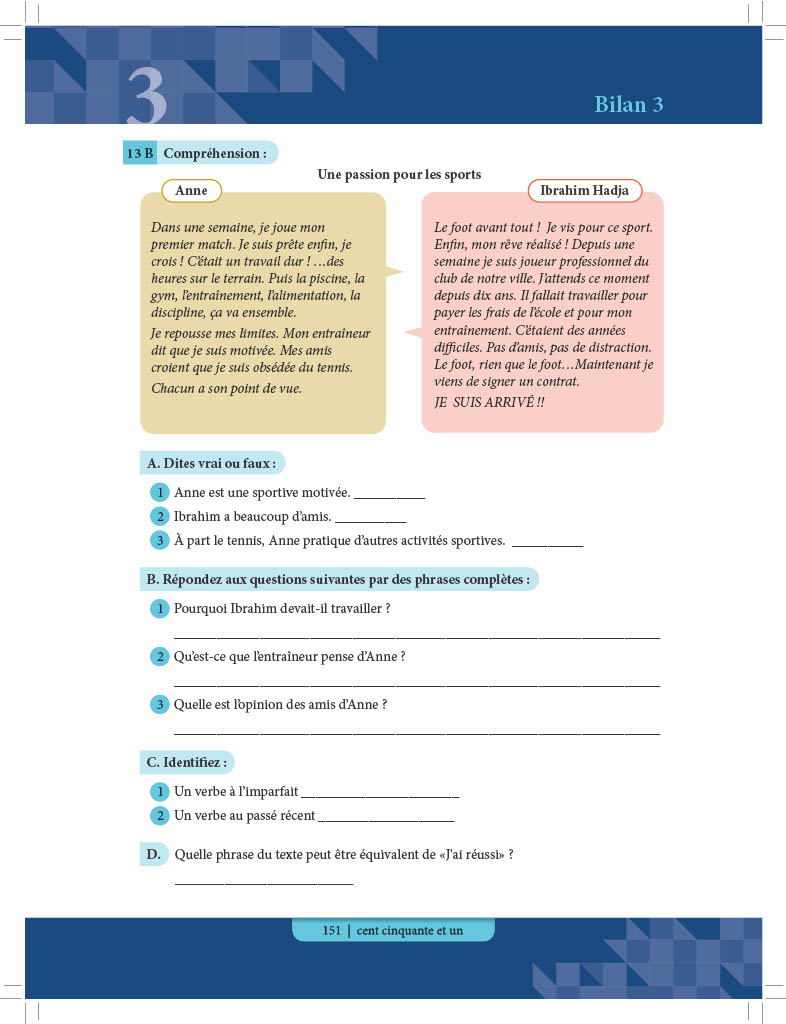 3
Bilan 3
13 B Compréhension :
Une passion pour les sports
Anne
Dans une semaine, je joue mon
premier match. Je suis prête enfin, je
crois ! C'était un travail dur ! …des
heures sur le terrain. Puis la piscine, la
gym, l'entraînement, l'alimentation, la
discipline, ça va ensemble.
Je repousse mes limites. Mon entraîneur
dit que je suis motivée. Mes amis
croient que je suis obsédée du tennis.
Chacun a son point de vue.
Ibrahim Hadja
Le foot avant tout ! Je vis pour ce sport.
Enfin, mon rêve réalisé ! Depuis une
semaine je suis joueur professionnel du
club de notre ville. J'attends ce moment
depuis dix ans. Il fallait travailler pour
payer les frais de l'école et pour mon
entraînement. C'étaient des années
difficiles. Pas d'amis, pas de distraction.
Le foot, rien que le foot…Maintenant je
viens de signer un contrat.
JE SUIS ARRIVÉ !!
A. Dites vrai ou faux :
1 Anne est une sportive motivée. __________
2 Ibrahim a beaucoup d'amis. __________
3 À part le tennis, Anne pratique d'autres activités sportives. __________
B. Répondez aux questions suivantes par des phrases complètes :
1 Pourquoi Ibrahim devait-il travailler ?
2 Qu'est-ce que l'entraîneur pense d'Anne ?
3 Quelle est l'opinion des amis d'Anne ?
C. Identifiez :
1 Un verbe à l'imparfait ______________________
2 Un verbe au passé récent ___________________
D. Quelle phrase du texte peut être équivalent de «J'ai réussi» ?
151 | cent cinquante et un